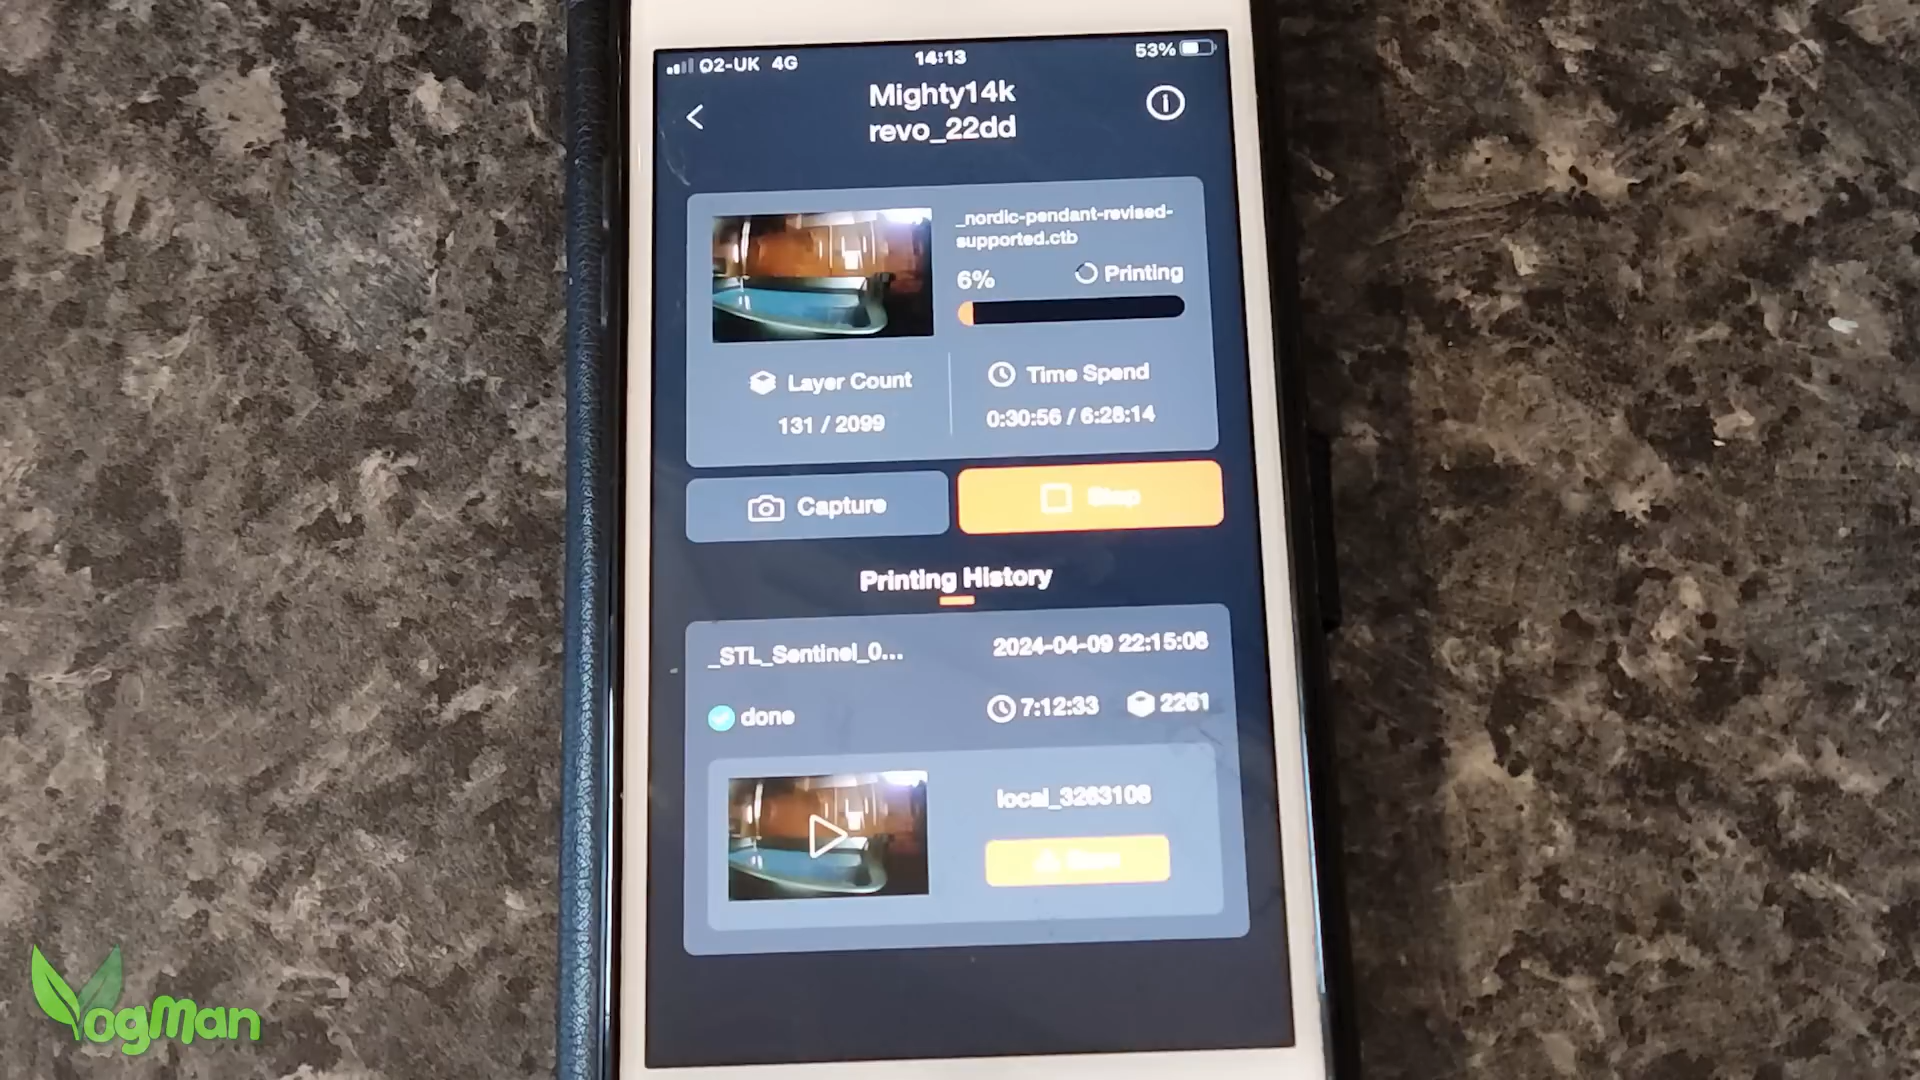 O2-UK 4G
14:13
53%
Mighty14k
revo_22dd
_nordic-pendant-revised-
supported.ctb
6%
Printing
Layer Count
131 / 2099
Time Spend
0:30:56 / 6:28:14
Capture
Stop
Printing History
_STL_Sentinel_0...
2024-04-09 22:15:08
done
7:12:33
2261
local_3263108
YogMan